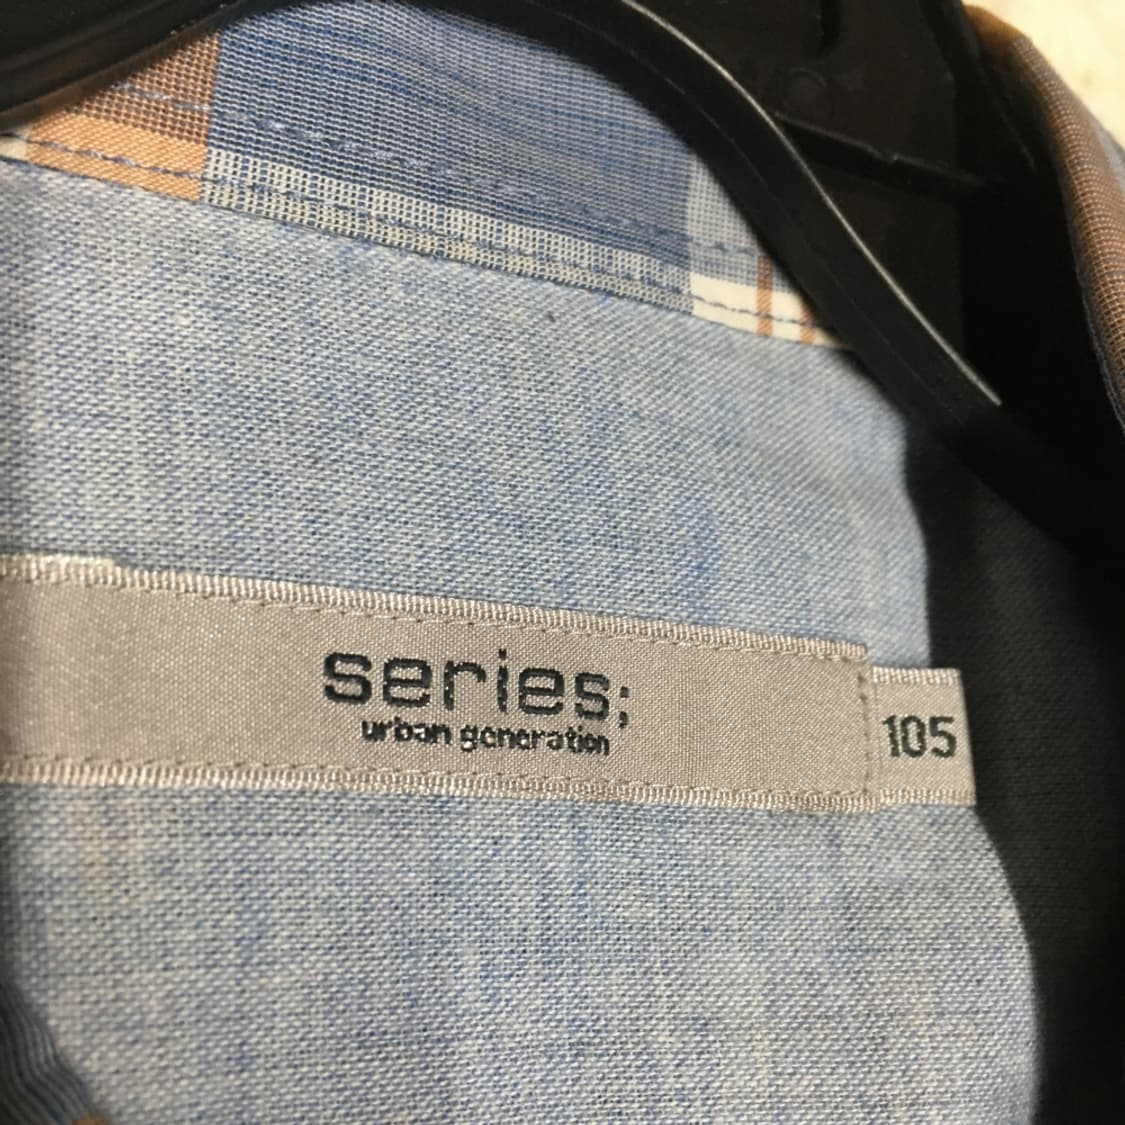 series;
urban generation
105